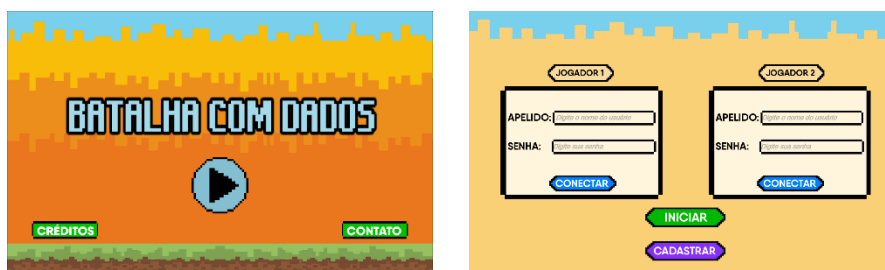 BATALHA COM DADOS
CRÉDITOS
CONTATO
JOGADOR 1
APELIDO: Digite o nome do usuário
SENHA: Digite sua senha
CONECTAR
JOGADOR 2
APELIDO: Digite o nome do usuário
SENHA: Digite sua senha
CONECTAR
INICIAR
CADASTRAR